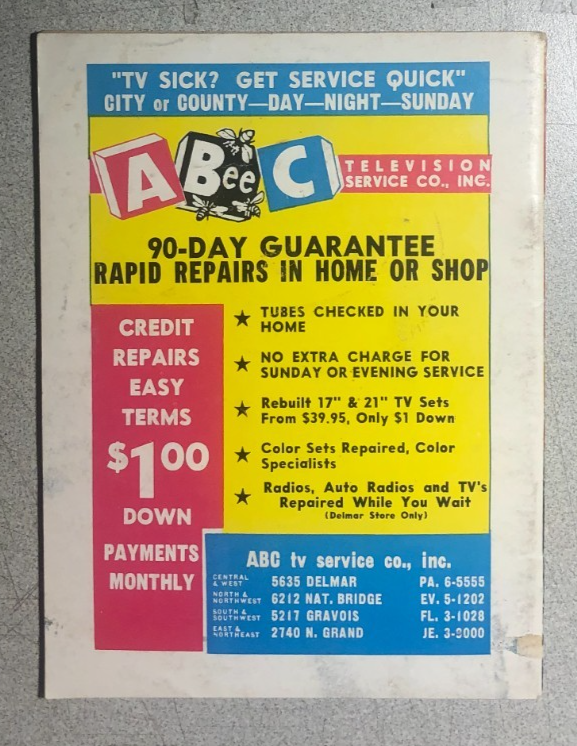 "TV SICK? GET SERVICE QUICK"
CITY or COUNTY—DAY—NIGHT—SUNDAY
A Bee C
TELEVISION
SERVICE CO., INC.
90-DAY GUARANTEE
RAPID REPAIRS IN HOME OR SHOP
CREDIT
REPAIRS
EASY
TERMS
$1.00
DOWN
PAYMENTS
MONTHLY
★ TUBES CHECKED IN YOUR
HOME
★ NO EXTRA CHARGE FOR
SUNDAY OR EVENING SERVICE
★ Rebuilt 17" & 21" TV Sets
From $39.95, Only $1 Down
★ Color Sets Repaired, Color
Specialists
★ Radios, Auto Radios and TV's
Repaired While You Wait
(Delmar Store Only)
ABC tv service co., inc.
CENTRAL
& WEST 5635 DELMAR PA. 6-5555
NORTH &
NORTHWEST 6212 NAT. BRIDGE EV. 5-1202
SOUTH &
SOUTHWEST 5217 GRAVOIS FL. 3-1028
EAST &
NORTHEAST 2740 N. GRAND